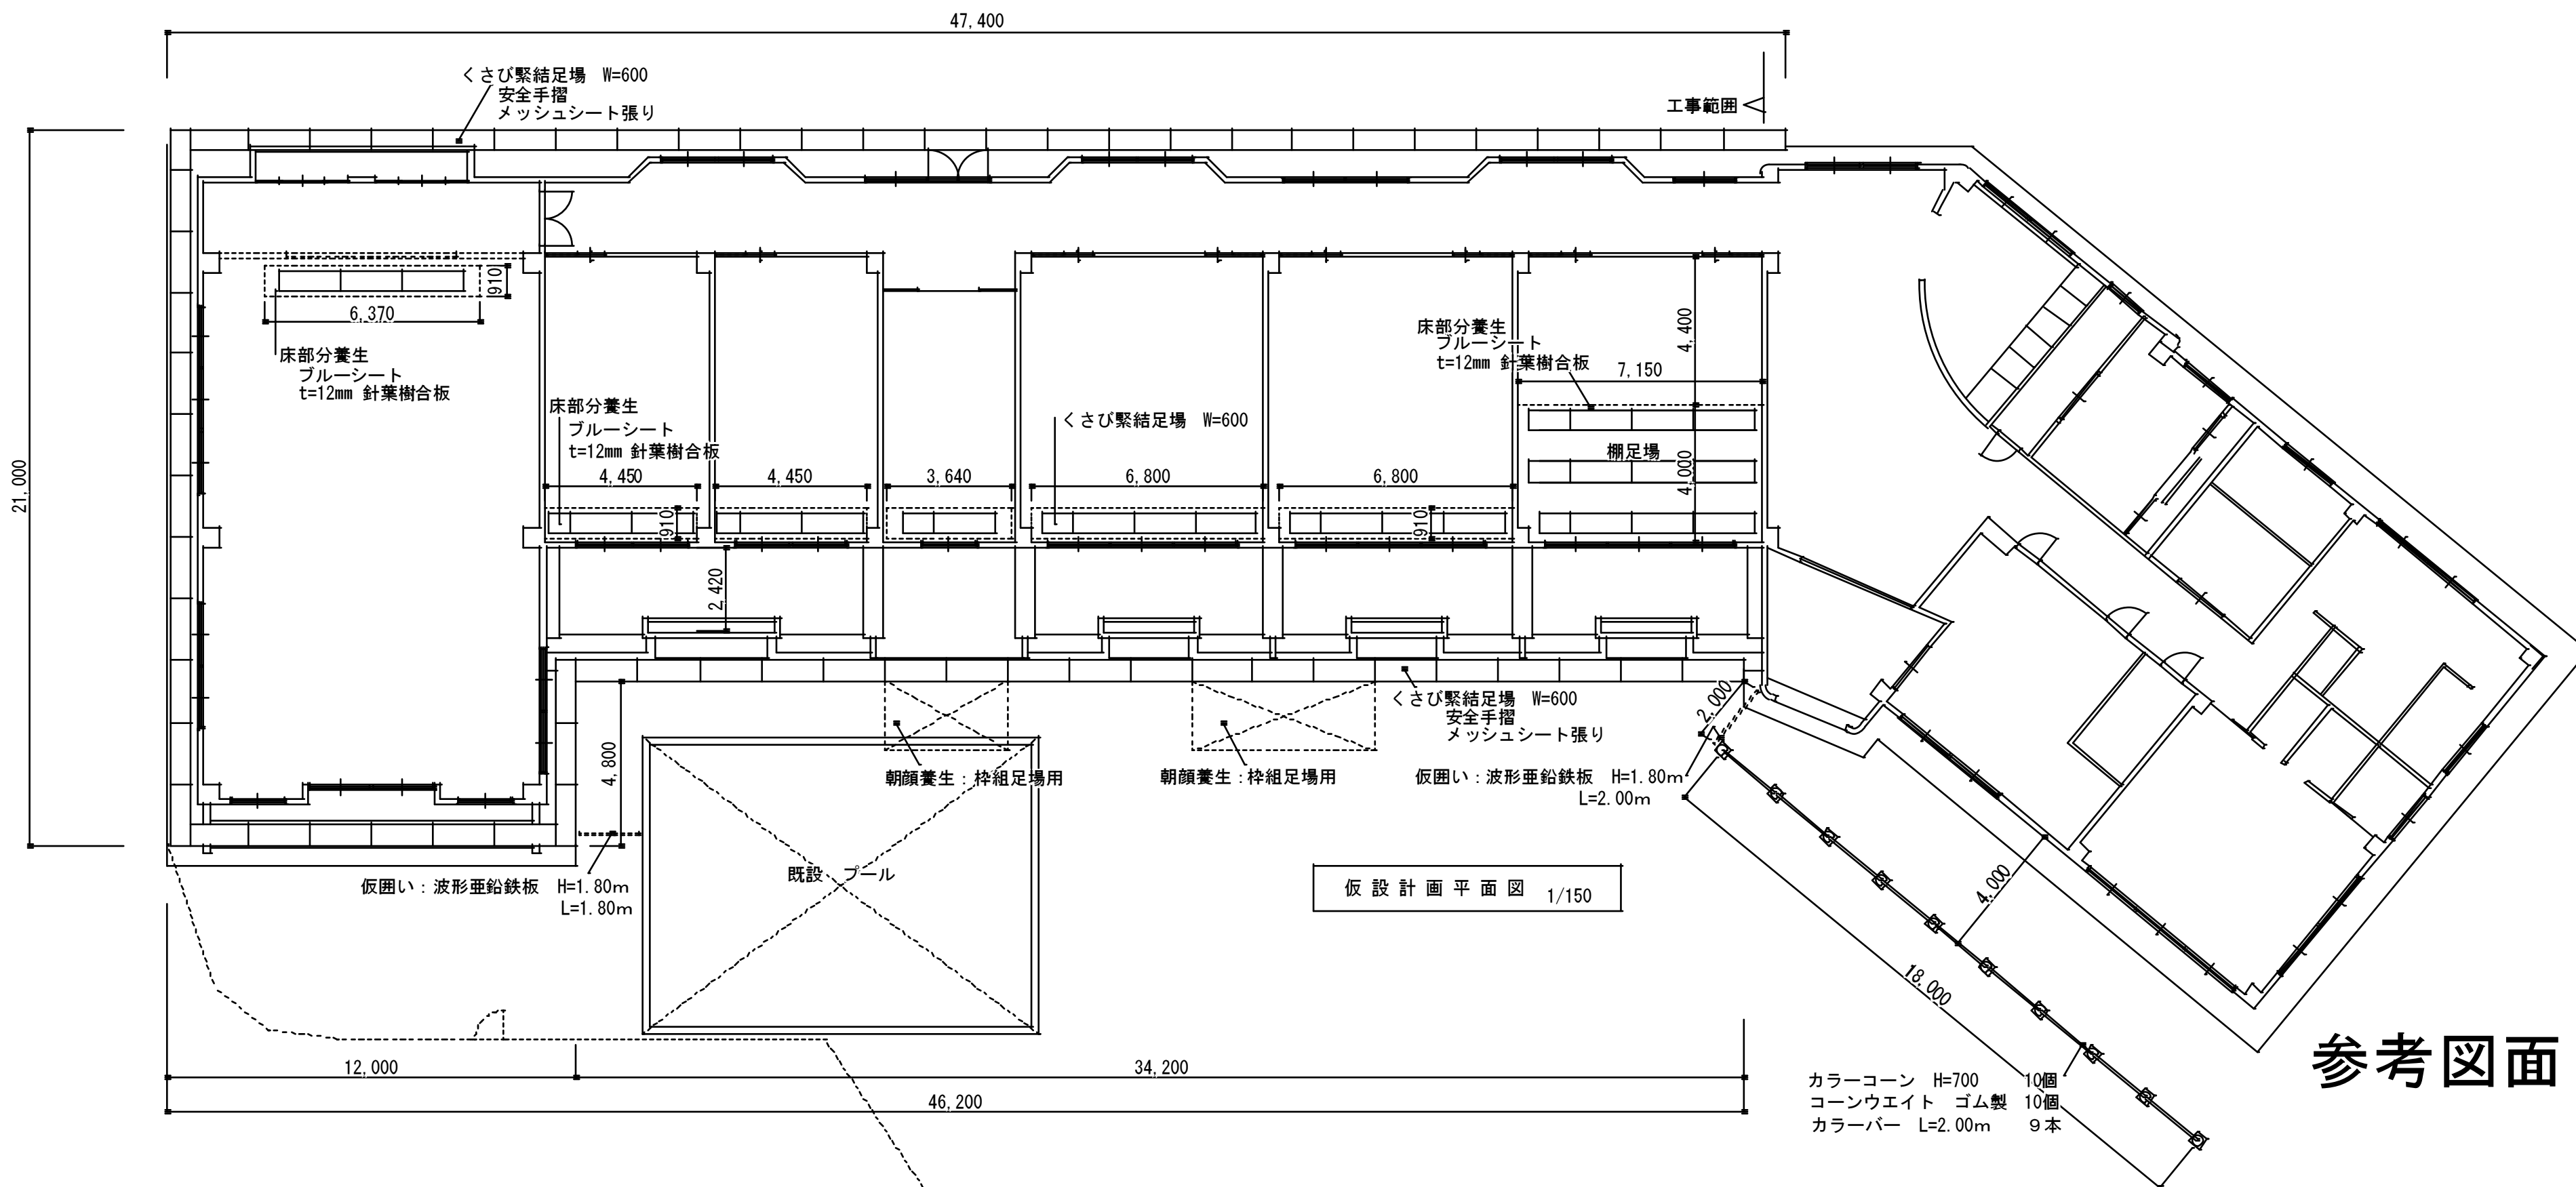 47,400
くさび緊結足場 W=600
安全手摺
メッシュシート張り
工事範囲
21,000
910
6,370
床部分養生
ブルーシート
t=12mm 針葉樹合板
床部分養生
ブルーシート
t=12mm 針葉樹合板
4,400
7,150
床部分養生
ブルーシート
t=12mm 針葉樹合板
くさび緊結足場 W=600
棚足場
4,000
4,450
4,450
3,640
6,800
6,800
910
910
2,420
くさび緊結足場 W=600
安全手摺
メッシュシート張り
2,000
4,800
朝顔養生：枠組足場用
朝顔養生：枠組足場用
仮囲い：波形亜鉛鉄板 H=1.80m
L=2.00m
既設 プール
仮囲い：波形亜鉛鉄板 H=1.80m
L=1.80m
仮設計画平面図 1/150
4,000
18,000
参考図面
12,000
34,200
46,200
カラーコーン H=700 10個
コーンウエイト ゴム製 10個
カラーバー L=2.00m ９本